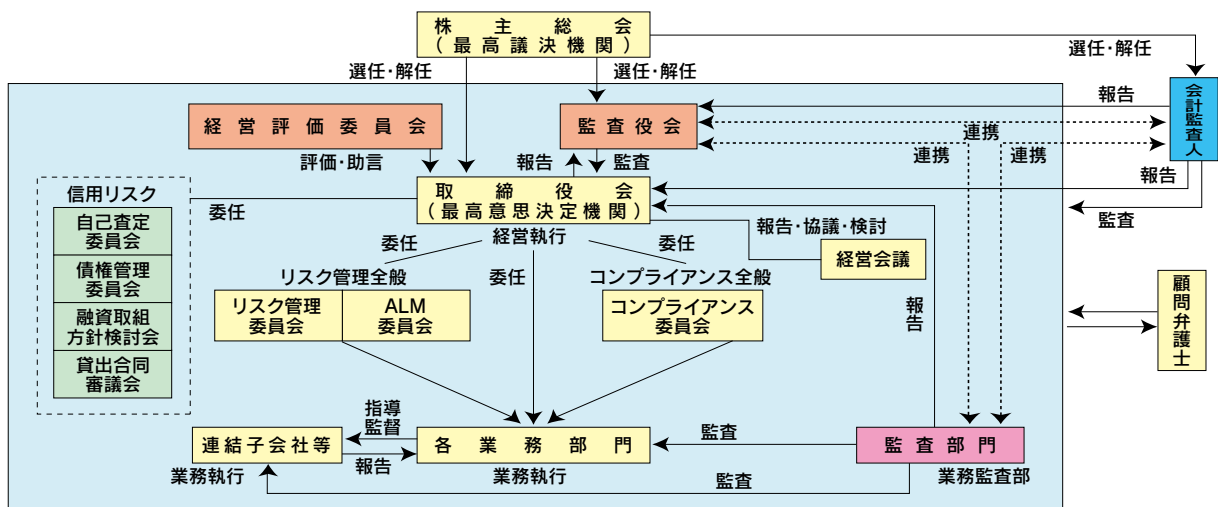 株主総会
(最高議決機関)
選任・解任
選任・解任
選任・解任
会計監査人
経営評価委員会
監査役会
報告
連携
連携
評価・助言
報告
監査
報告
監査
信用リスク
自己査定
委員会
債権管理
委員会
融資取組
方針検討会
貸出合同
審議会
委任
取締役会
(最高意思決定機関)
経営執行
報告・協議・検討
経営会議
委任
委任
委任
リスク管理全般
コンプライアンス全般
リスク管理
委員会
ALM
委員会
コンプライアンス
委員会
報告
顧問弁護士
指導
監督
連結子会社等
報告
業務執行
各業務部門
業務執行
監査
監査部門
業務監査部
監査